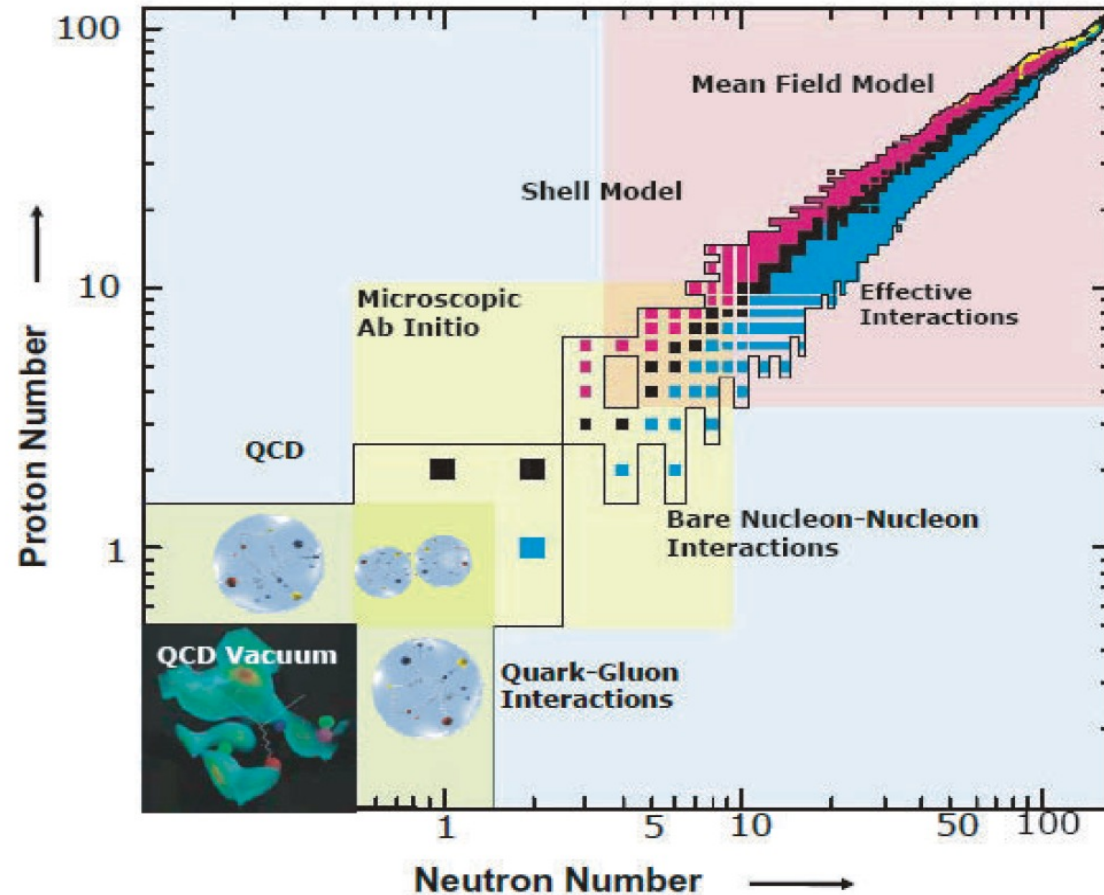 100
Mean Field Model
Shell Model
10
Microscopic
Ab Initio
Effective
Interactions
Proton Number
QCD
Bare Nucleon-Nucleon
Interactions
1
QCD Vacuum
Quark-Gluon
Interactions
1 5 10 50 100
Neutron Number